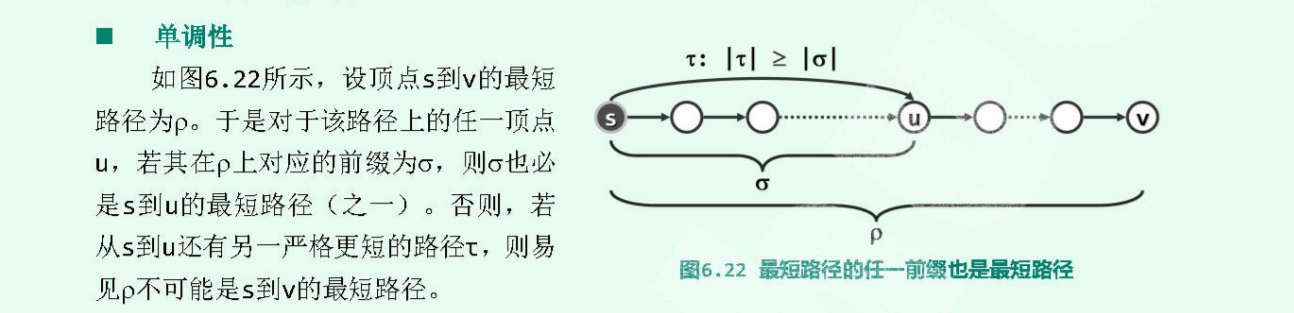 ■ 单调性
如图6.22所示，设顶点s到v的最短
路径为ρ。于是对于该路径上的任一顶点
u，若其在ρ上对应的前缀为σ，则σ也必
是s到u的最短路径（之一）。否则，若
从s到u还有另一严格更短的路径τ，则易
见ρ不可能是s到v的最短路径。
τ: |τ| ≥ |σ|
s u v
σ
ρ
图6.22 最短路径的任一前缀也是最短路径